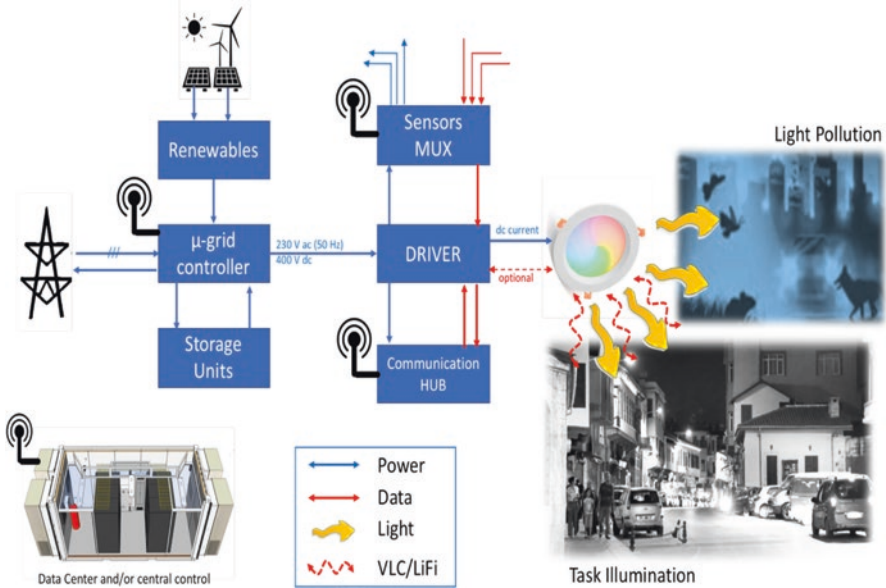 Light Pollution
Renewables
Sensors
MUX
μ-grid
controller
230 V ac (50 Hz)
400 V dc
DRIVER
dc current
optional
Storage
Units
Communication
HUB
Power
Data
Light
VLC/LiFi
Data Center and/or central control
Task Illumination